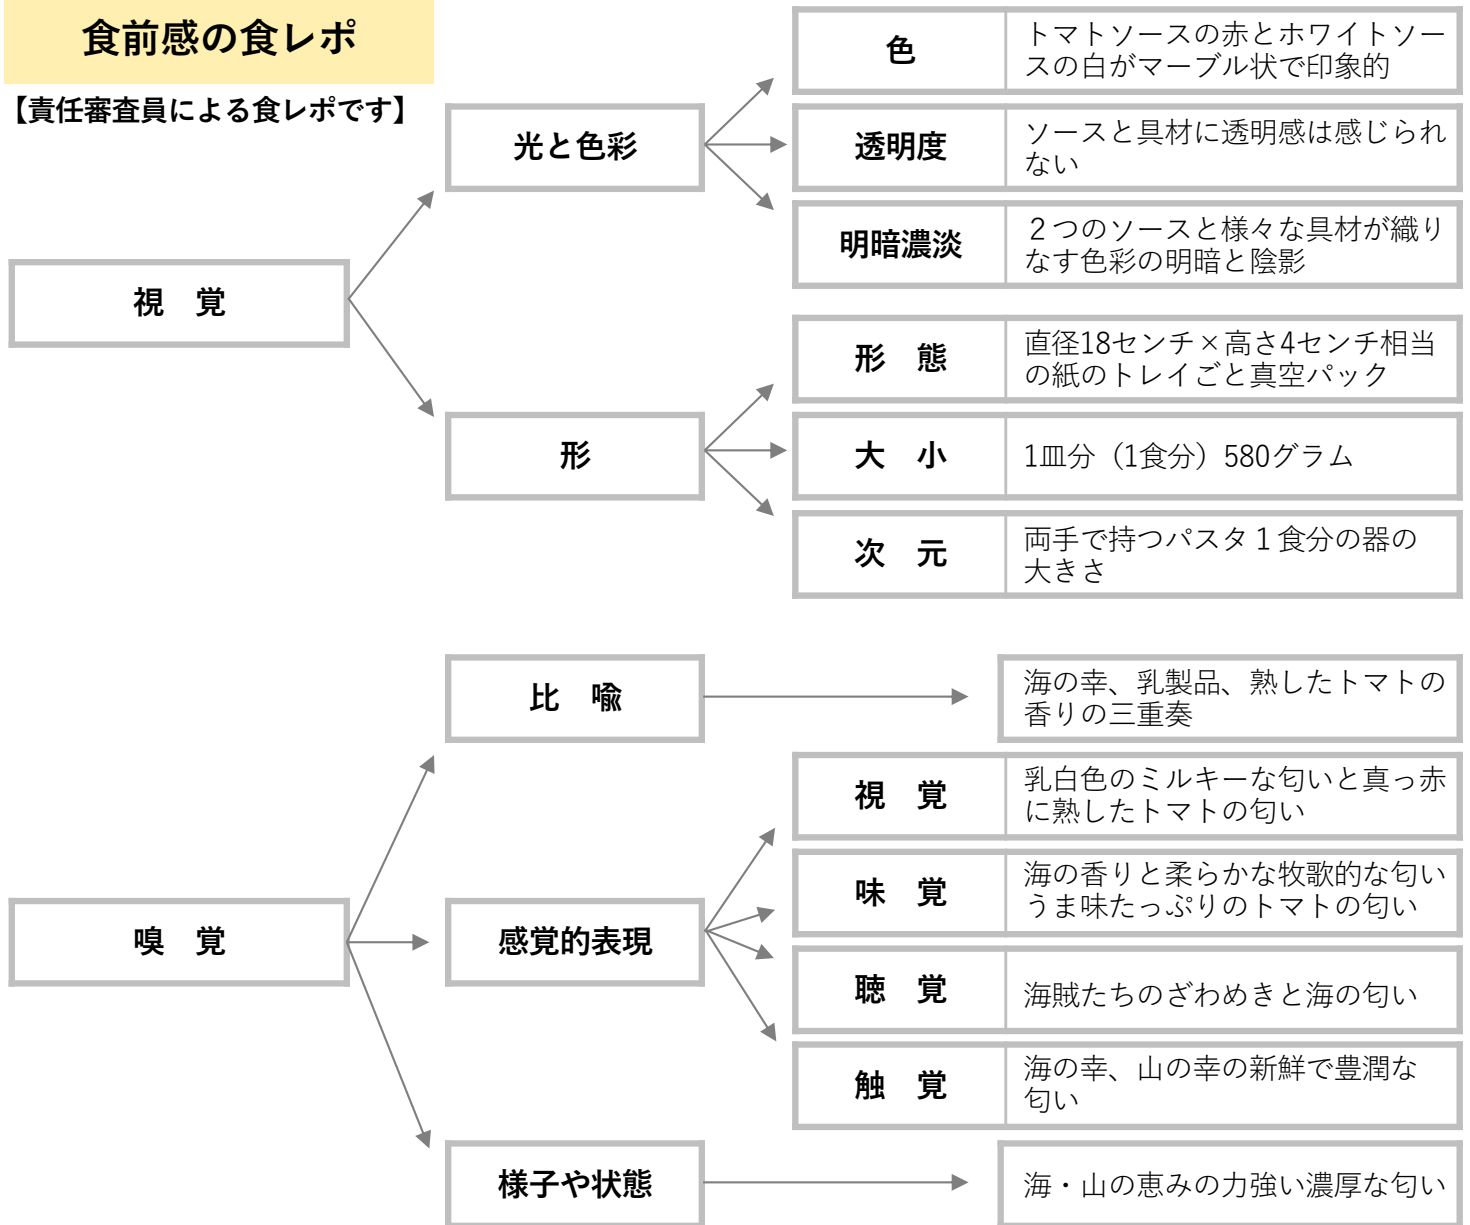 食前感の食レポ
【責任審査員による食レポです】
視　覚
光と色彩
色
トマトソースの赤とホワイトソー
スの白がマーブル状で印象的
透明度
ソースと具材に透明感は感じられ
ない
明暗濃淡
２つのソースと様々な具材が織り
なす色彩の明暗と陰影
形
形　態
直径18センチ×高さ4センチ相当
の紙のトレイごと真空パック
大　小
1皿分（1食分）580グラム
次　元
両手で持つパスタ１食分の器の
大きさ
嗅　覚
比　喩
海の幸、乳製品、熟したトマトの
香りの三重奏
感覚的表現
視　覚
乳白色のミルキーな匂いと真っ赤
に熟したトマトの匂い
味　覚
海の香りと柔らかな牧歌的な匂い
うま味たっぷりのトマトの匂い
聴　覚
海賊たちのざわめきと海の匂い
触　覚
海の幸、山の幸の新鮮で豊潤な
匂い
様子や状態
海・山の恵みの力強い濃厚な匂い